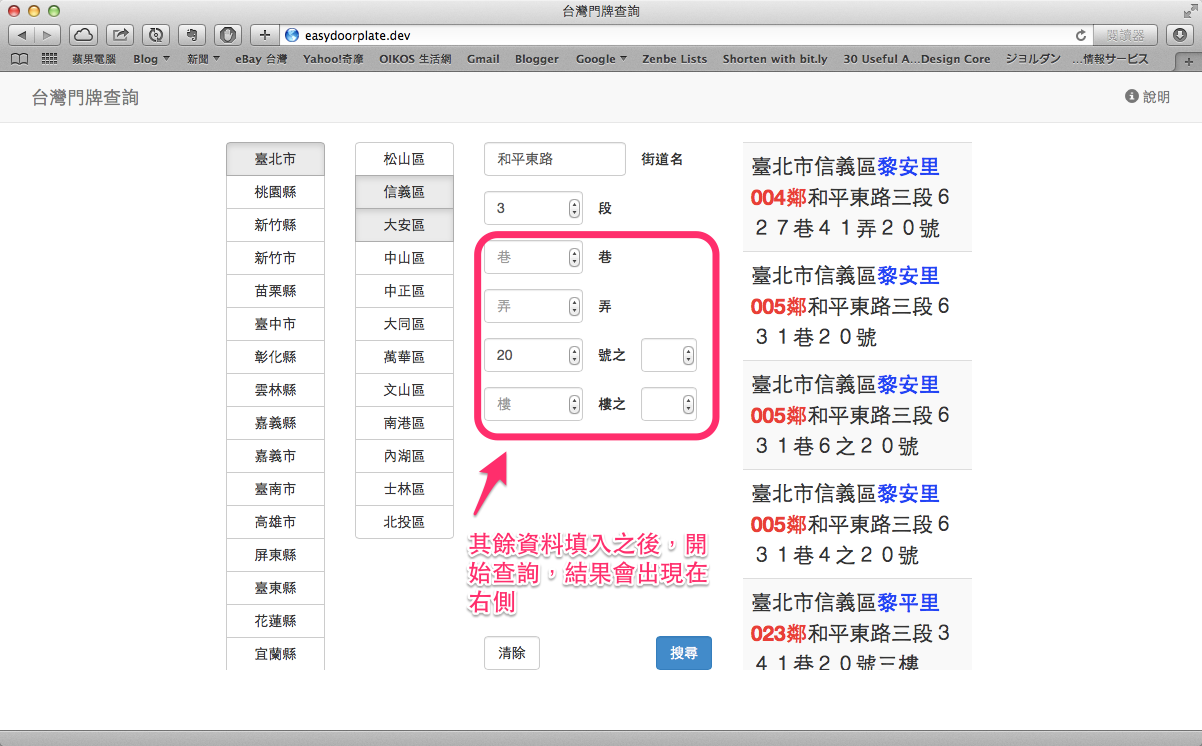 台灣門牌查詢
easydoorplate.dev
閱讀器
蘋果電腦 Blog 新聞 eBay 台灣 Yahoo!奇摩 OIKOS 生活網 Gmail Blogger Google Zenbe Lists Shorten with bit.ly 30 Useful A...Design Core ジョルダン ...情報サービス
台灣門牌查詢
說明
臺北市
桃園縣
新竹縣
新竹市
苗栗縣
臺中市
彰化縣
雲林縣
嘉義縣
嘉義市
臺南市
高雄市
屏東縣
臺東縣
花蓮縣
宜蘭縣
松山區
信義區
大安區
中山區
中正區
大同區
萬華區
文山區
南港區
內湖區
士林區
北投區
和平東路 街道名
3 段
巷 巷
弄 弄
20 號之
樓 樓之
其餘資料填入之後，開
始查詢，結果會出現在
右側
清除 搜尋
臺北市信義區黎安里
004鄰和平東路三段６
２７巷４１弄２０號
臺北市信義區黎安里
005鄰和平東路三段６
３１巷２０號
臺北市信義區黎安里
005鄰和平東路三段６
３１巷６之２０號
臺北市信義區黎安里
005鄰和平東路三段６
３１巷４之２０號
臺北市信義區黎平里
023鄰和平東路三段３
４１巷２０號三樓